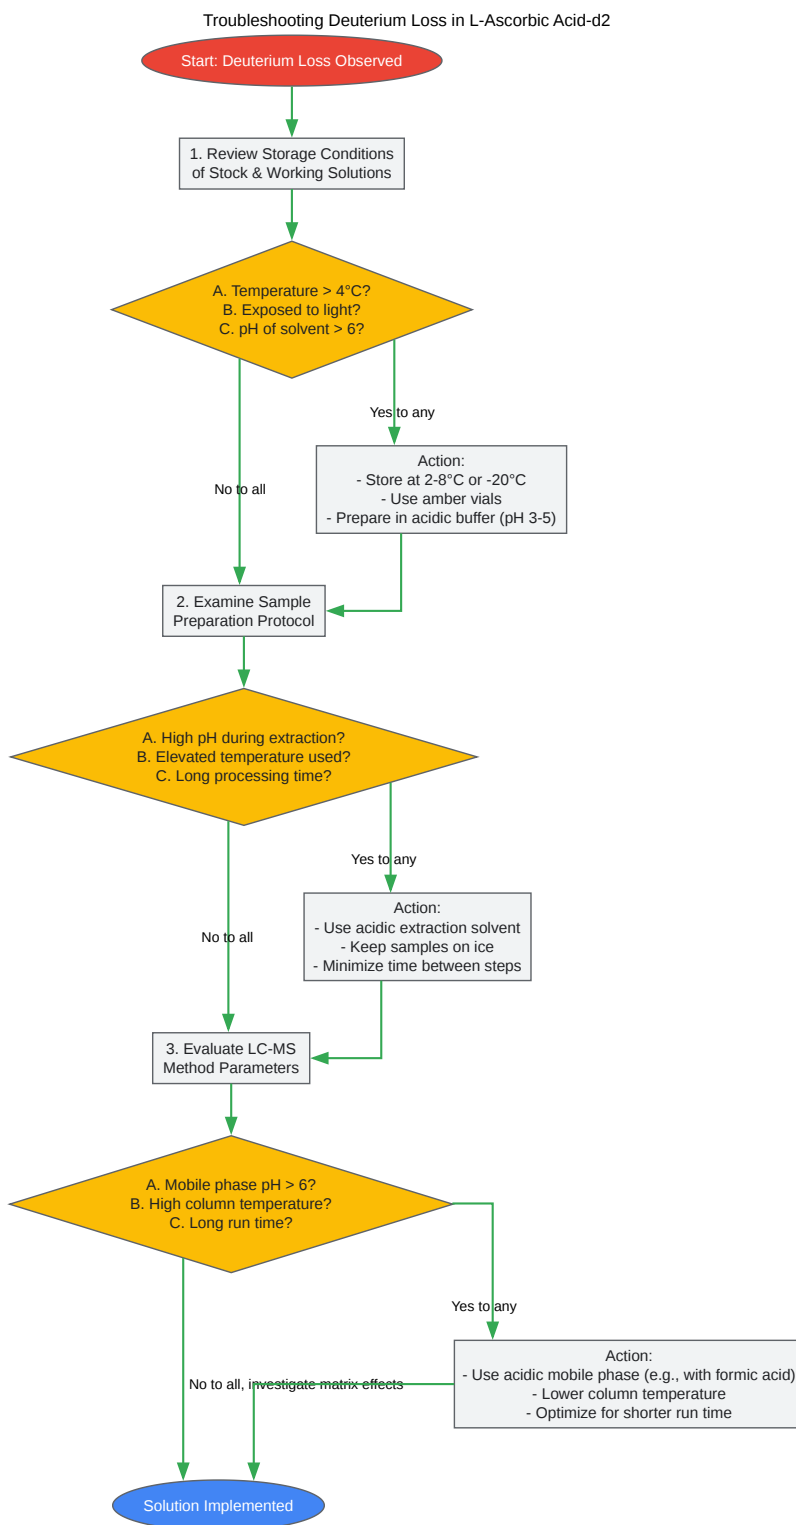 Troubleshooting Deuterium Loss in L-Ascorbic Acid-d2
Start: Deuterium Loss Observed
1. Review Storage Conditions
of Stock & Working Solutions
A. Temperature > 4°C?
B. Exposed to light?
C. pH of solvent > 6?
Yes to any
Action:
- Store at 2-8°C or -20°C
- Use amber vials
- Prepare in acidic buffer (pH 3-5)
No to all
2. Examine Sample
Preparation Protocol
A. High pH during extraction?
B. Elevated temperature used?
C. Long processing time?
Yes to any
Action:
- Use acidic extraction solvent
- Keep samples on ice
- Minimize time between steps
No to all
3. Evaluate LC-MS
Method Parameters
A. Mobile phase pH > 6?
B. High column temperature?
C. Long run time?
Yes to any
Action:
- Use acidic mobile phase (e.g., with formic acid)
- Lower column temperature
- Optimize for shorter run time
No to all, investigate matrix effects
Solution Implemented